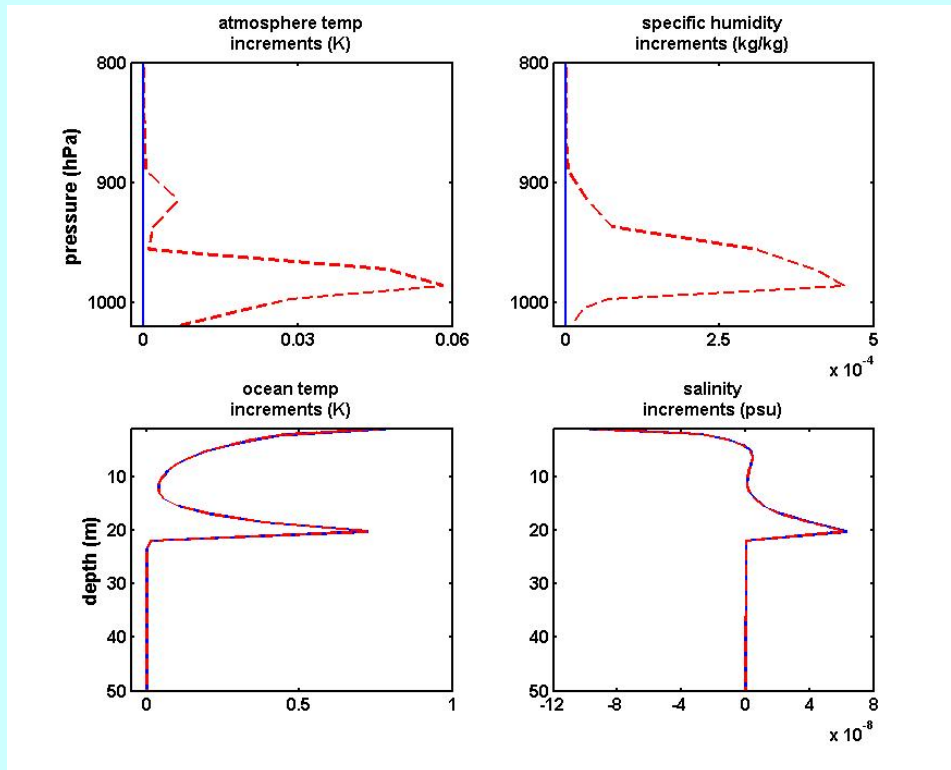 atmosphere temp
increments (K)
specific humidity
increments (kg/kg)
pressure (hPa)
800
900
1000
0
0.03
0.06
800
900
1000
0
2.5
5
x 10⁻⁴
ocean temp
increments (K)
salinity
increments (psu)
depth (m)
10
20
30
40
50
0
0.5
1
10
20
30
40
50
-12
-8
-4
0
4
8
x 10⁻⁸